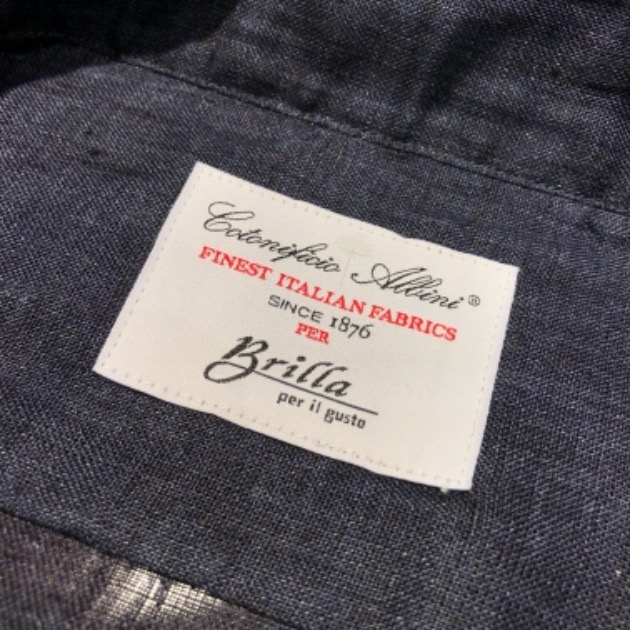 Cotonificio Albini®
FINEST ITALIAN FABRICS
SINCE 1876
PER
Brilla
per il gusto